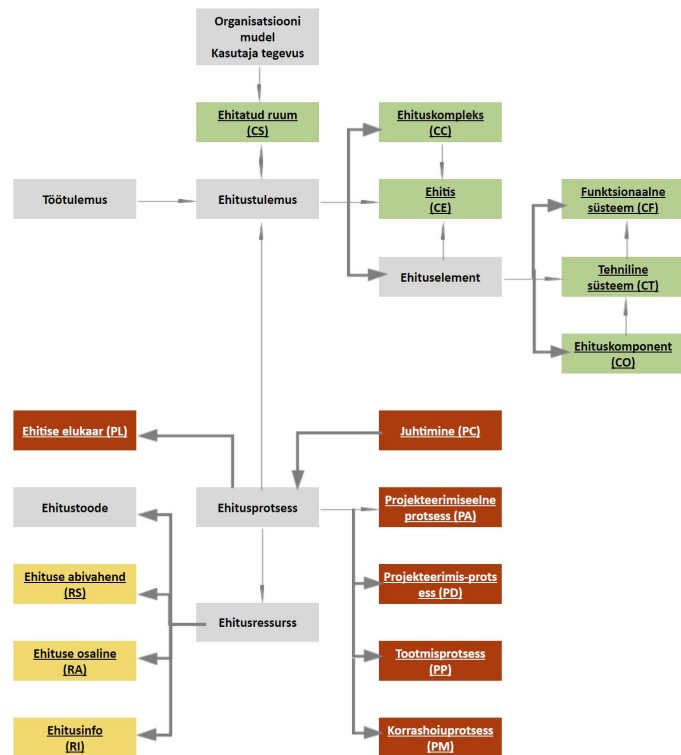 Organisatsiooni
mudel
Kasutaja tegevus
Ehitatud ruum
(CS)
Ehituskompleks
(CC)
Töötulemus
Ehitustulemus
Ehitis
(CE)
Funktsionaalne
süsteem (CF)
Ehituselement
Tehniline
süsteem (CT)
Ehituskomponent
(CO)
Ehitise elukaar (PL)
Juhtimine (PC)
Ehitustoode
Ehitusprotsess
Projekteerimiseelne
protsess (PA)
Ehituse abivahend
(RS)
Projekteerimis-prots
ess (PD)
Ehitusressurss
Ehituse osaline
(RA)
Tootmisprotsess
(PP)
Ehitusinfo
(RI)
Korrashoiuprotsess
(PM)